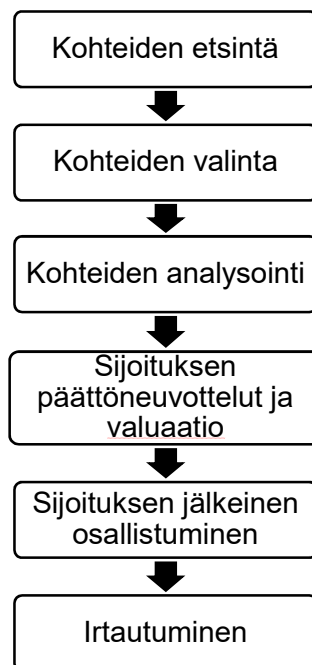 Kohteiden etsintä
Kohteiden valinta
Kohteiden analysointi
Sijoituksen
päättöneuvottelut ja
valuaatio
Sijoituksen jälkeinen
osallistuminen
Irtautuminen